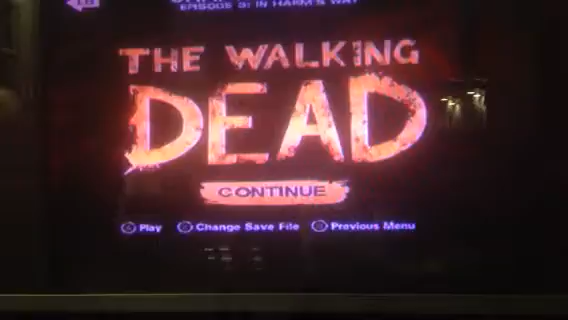 EPISODE 3: IN HARM'S WAY
THE WALKING
DEAD
CONTINUE
Play Change Save File Previous Menu